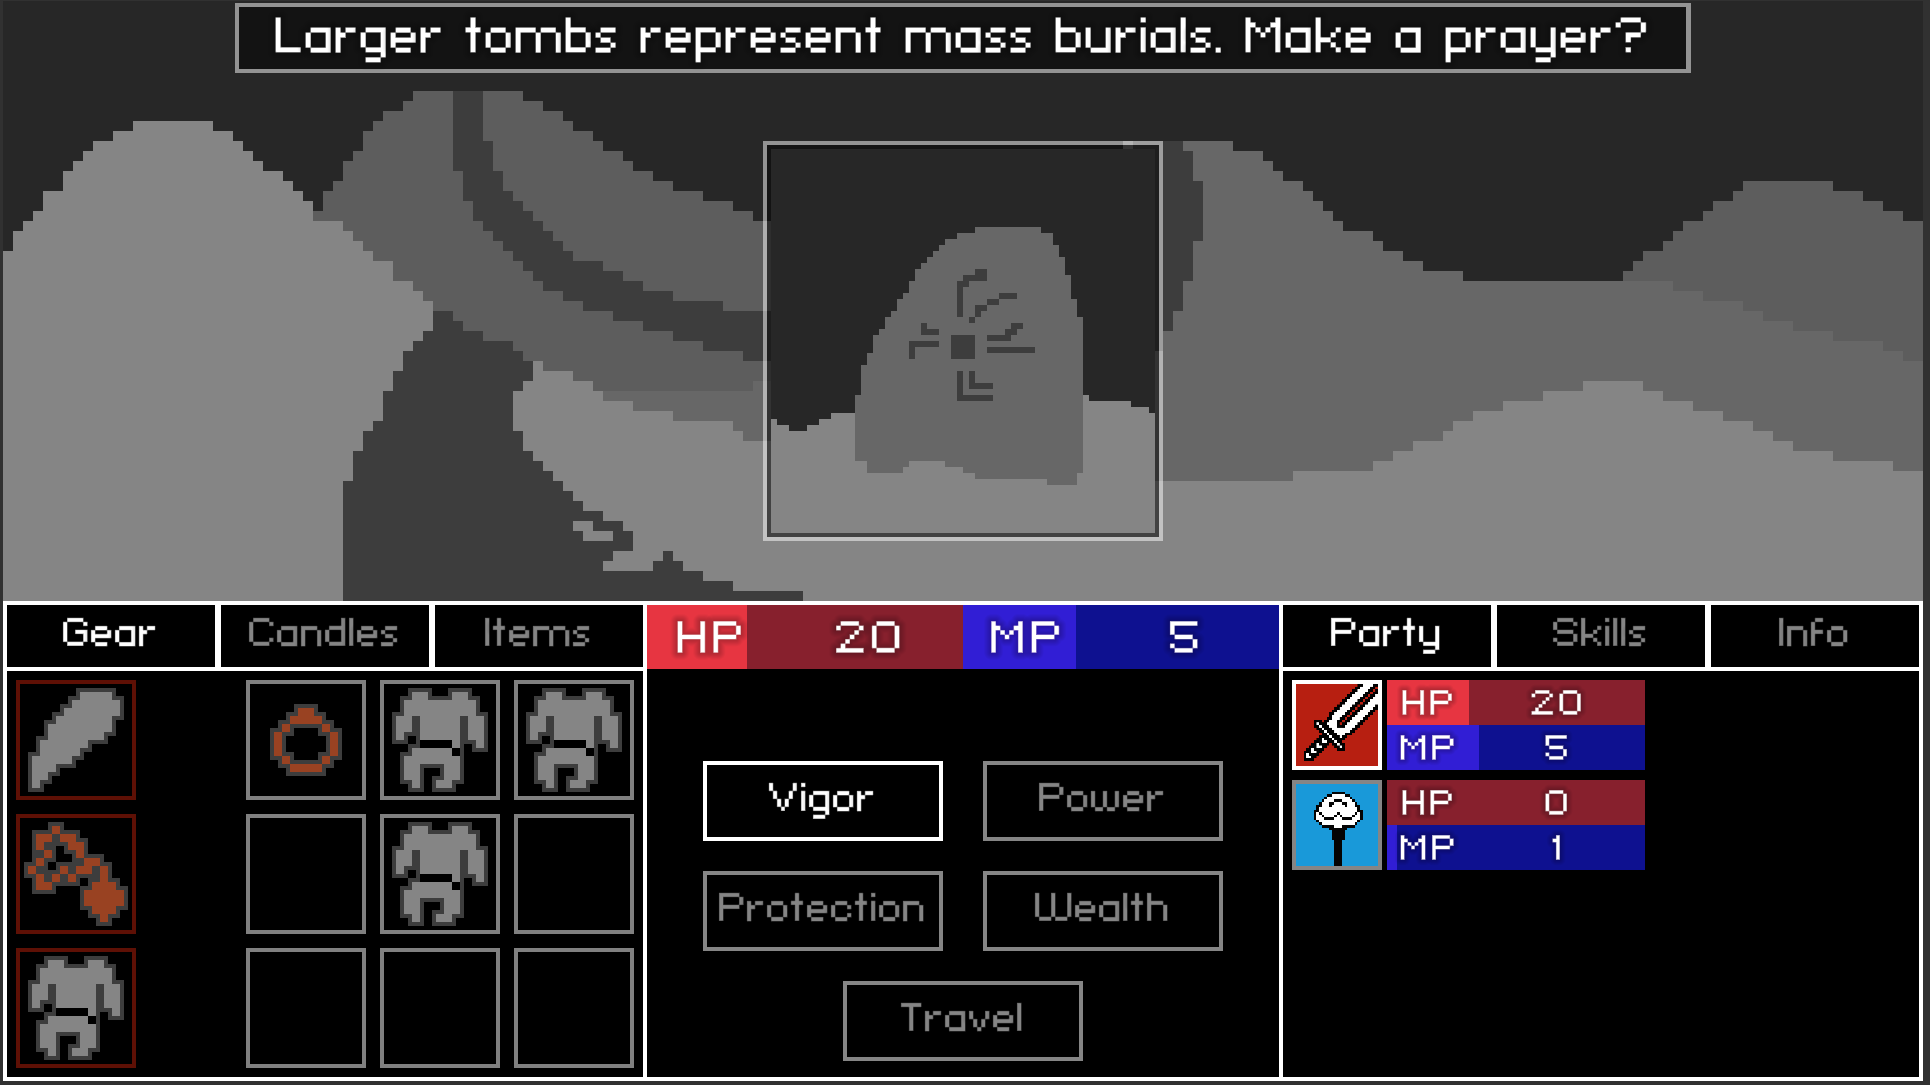 Larger tombs represent mass burials. Make a prayer?
Gear Candles Items
HP 20 MP 5
Party Skills Info
HP 20
MP 5
HP 0
MP 1
Vigor Power
Protection Wealth
Travel